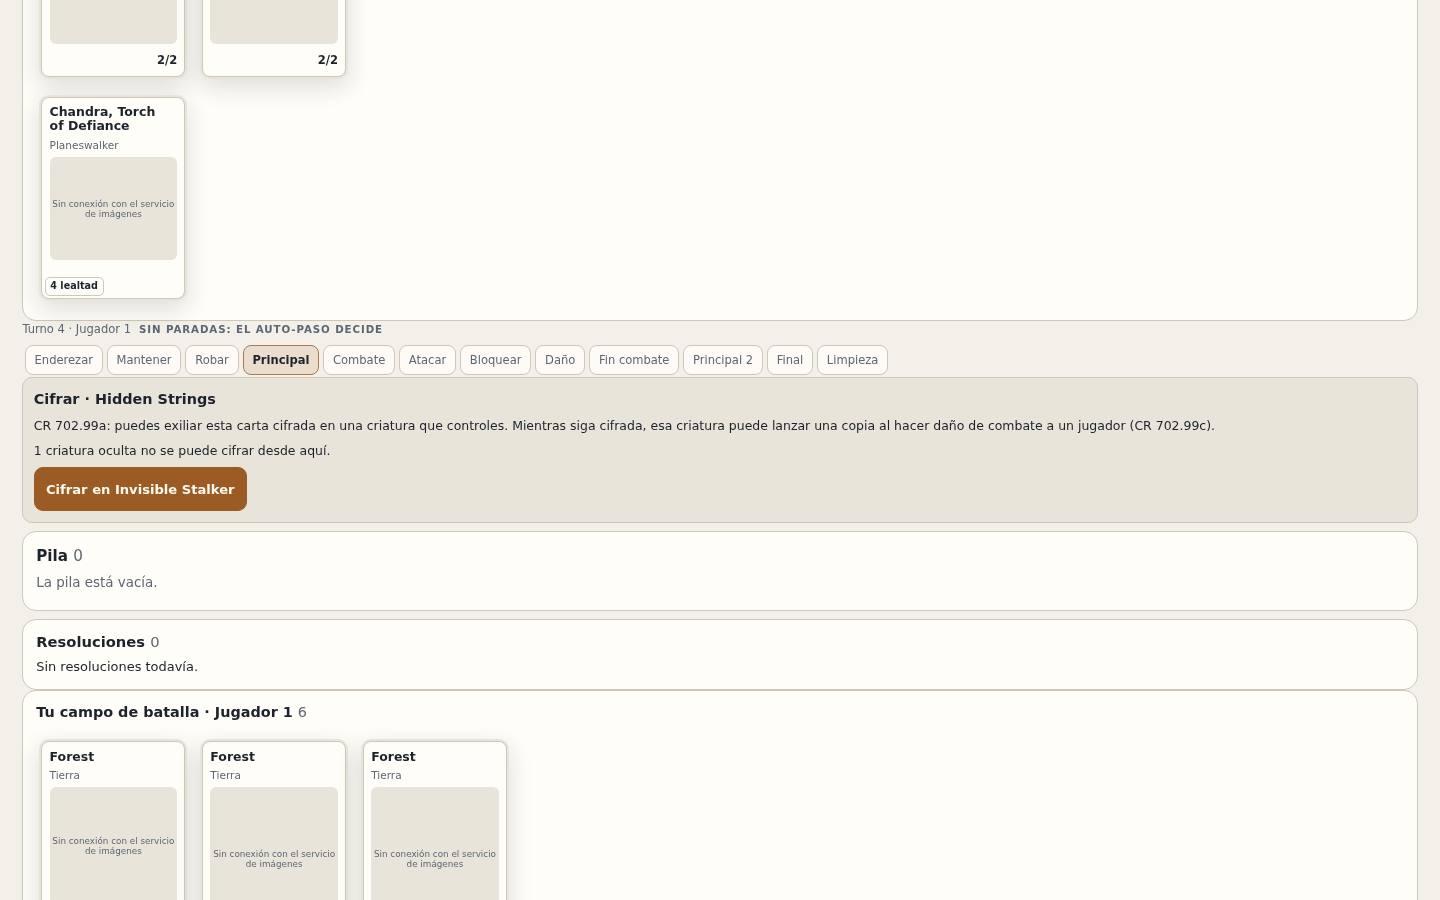 2/2
2/2
Chandra, Torch
of Defiance
Planeswalker
Sin conexión con el servicio
de imágenes
4 lealtad
Turno 4 · Jugador 1 SIN PARADAS: EL AUTO-PASO DECIDE
Enderezar Mantener Robar Principal Combate Atacar Bloquear Daño Fin combate Principal 2 Final Limpieza
Cifrar · Hidden Strings
CR 702.99a: puedes exiliar esta carta cifrada en una criatura que controles. Mientras siga cifrada, esa criatura puede lanzar una copia al hacer daño de combate a un jugador (CR 702.99c).
1 criatura oculta no se puede cifrar desde aquí.
Cifrar en Invisible Stalker
Pila 0
La pila está vacía.
Resoluciones 0
Sin resoluciones todavía.
Tu campo de batalla · Jugador 1 6
Forest
Tierra
Sin conexión con el servicio
de imágenes
Forest
Tierra
Sin conexión con el servicio
de imágenes
Forest
Tierra
Sin conexión con el servicio
de imágenes